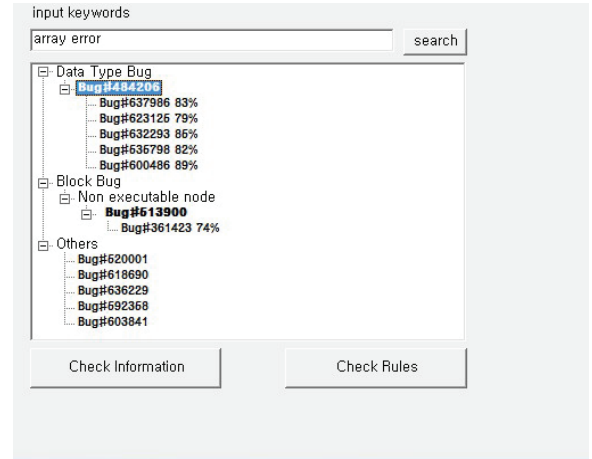 input keywords
array error
search
Data Type Bug
Bug#484206
Bug#637986 83%
Bug#623125 79%
Bug#632293 85%
Bug#535798 82%
Bug#600486 89%
Block Bug
Non executable node
Bug#513900
Bug#361423 74%
Others
Bug#520001
Bug#618690
Bug#636229
Bug#592358
Bug#603841
Check Information
Check Rules